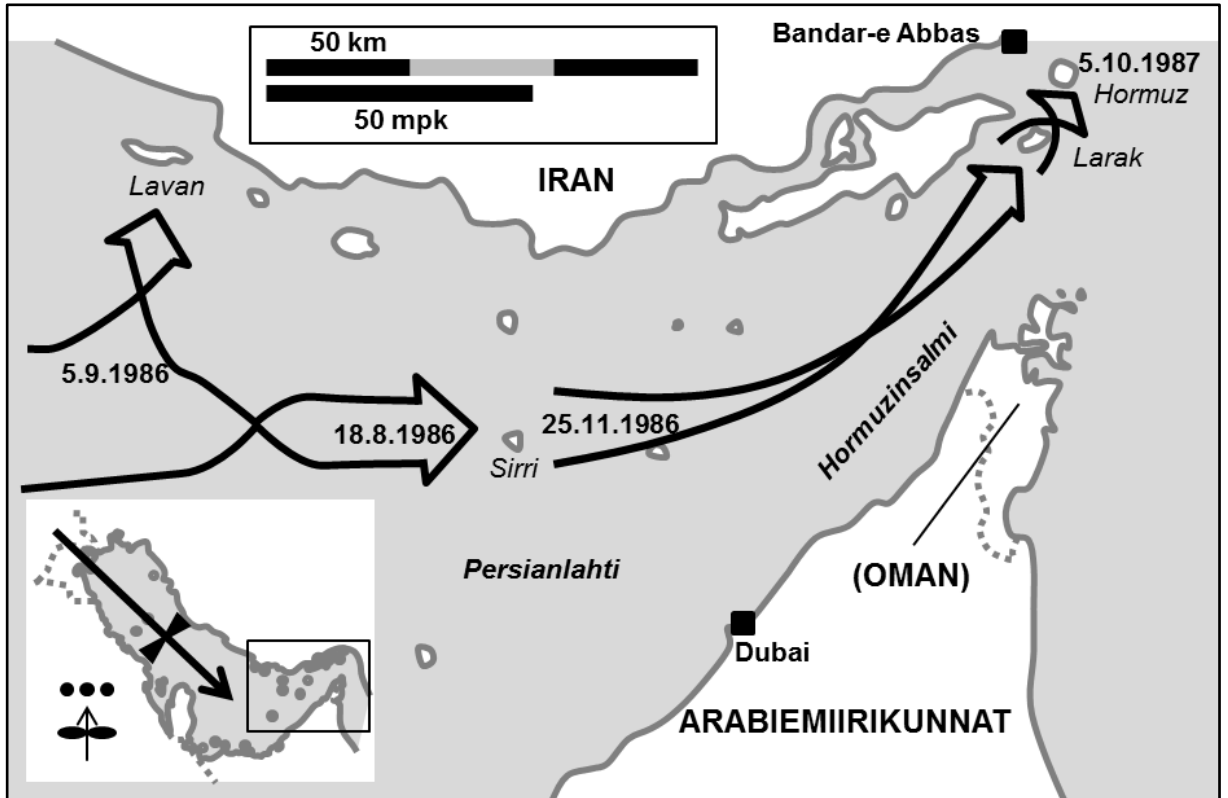 50 km
50 mpk
Bandar-e Abbas
5.10.1987
Hormuz
Larak
IRAN
Lavan
5.9.1986
18.8.1986
Sirri
25.11.1986
Hormuzinsalmi
Persianlahti
(OMAN)
Dubai
ARABIEMIIRIKUNNAT